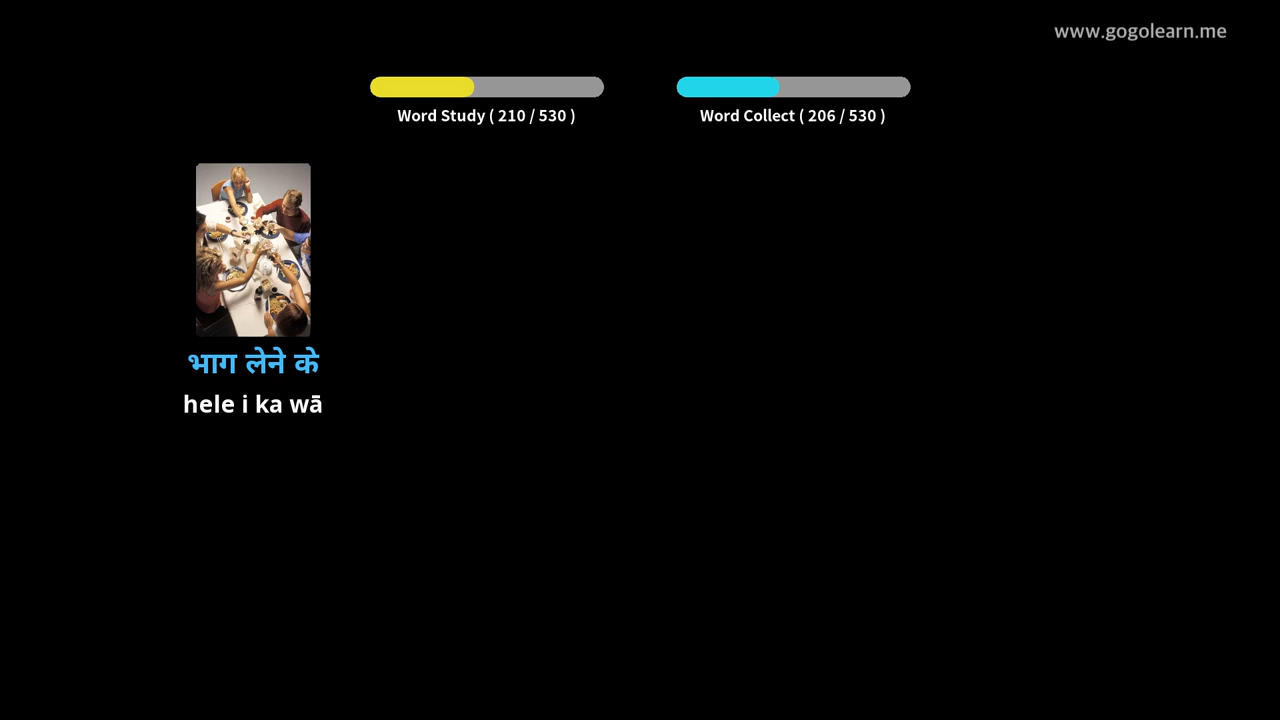 www.gogolearn.me
Word Study ( 210 / 530 )
Word Collect ( 206 / 530 )
भाग लेने के
hele i ka wā